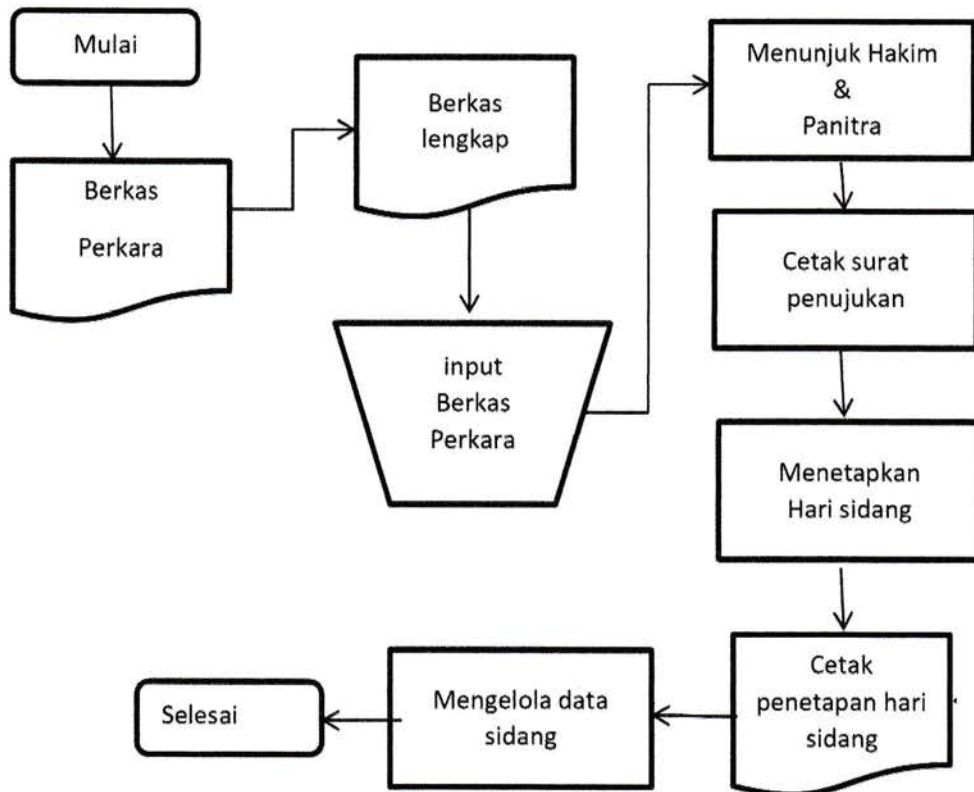 Mulai
Berkas
Perkara
Berkas
lengkap
input
Berkas
Perkara
Menunjuk Hakim
&
Panitra
Cetak surat
penujukan
Menetapkan
Hari sidang
Cetak
penetapan hari
sidang
Mengelola data
sidang
Selesai